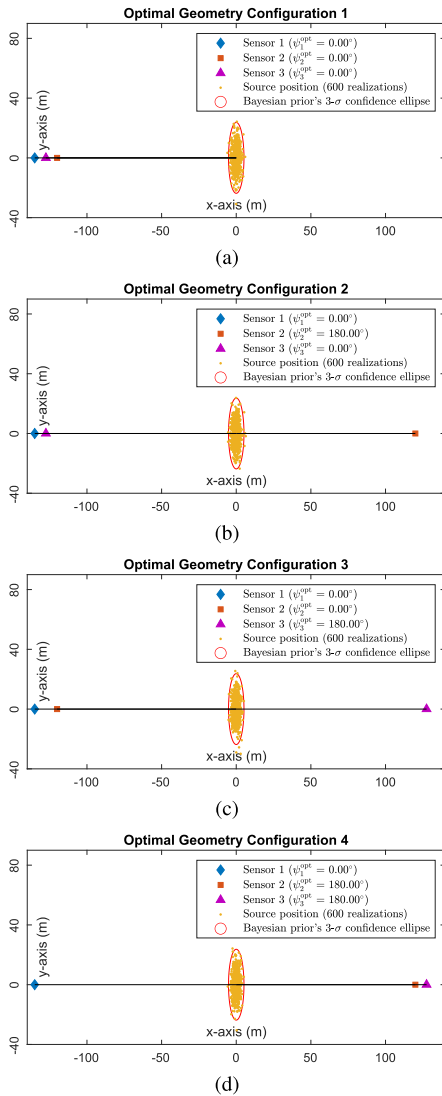 Optimal Geometry Configuration 1
80
40
0
-40
y-axis (m)
Sensor 1 (ψ₁ᵒᵖᵗ = 0.00°)
Sensor 2 (ψ₂ᵒᵖᵗ = 0.00°)
Sensor 3 (ψ₃ᵒᵖᵗ = 0.00°)
Source position (600 realizations)
Bayesian prior's 3-σ confidence ellipse
x-axis (m)
-100 -50 0 50 100
(a)
Optimal Geometry Configuration 2
80
40
0
-40
y-axis (m)
Sensor 1 (ψ₁ᵒᵖᵗ = 0.00°)
Sensor 2 (ψ₂ᵒᵖᵗ = 180.00°)
Sensor 3 (ψ₃ᵒᵖᵗ = 0.00°)
Source position (600 realizations)
Bayesian prior's 3-σ confidence ellipse
x-axis (m)
-100 -50 0 50 100
(b)
Optimal Geometry Configuration 3
80
40
0
-40
y-axis (m)
Sensor 1 (ψ₁ᵒᵖᵗ = 0.00°)
Sensor 2 (ψ₂ᵒᵖᵗ = 0.00°)
Sensor 3 (ψ₃ᵒᵖᵗ = 180.00°)
Source position (600 realizations)
Bayesian prior's 3-σ confidence ellipse
x-axis (m)
-100 -50 0 50 100
(c)
Optimal Geometry Configuration 4
80
40
0
-40
y-axis (m)
Sensor 1 (ψ₁ᵒᵖᵗ = 0.00°)
Sensor 2 (ψ₂ᵒᵖᵗ = 180.00°)
Sensor 3 (ψ₃ᵒᵖᵗ = 180.00°)
Source position (600 realizations)
Bayesian prior's 3-σ confidence ellipse
x-axis (m)
-100 -50 0 50 100
(d)